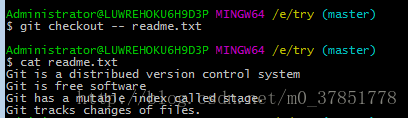 Administrator@LUWREHOKU6H9D3P MINGW64 /e/try (master)
$ git checkout -- readme.txt
Administrator@LUWREHOKU6H9D3P MINGW64 /e/try (master)
$ cat readme.txt
Git is a distribued version control system
Git is free software
Git has a mutable index called stage.
Git tracks changes of files.
http://blog.csdn.net/m0_37851778